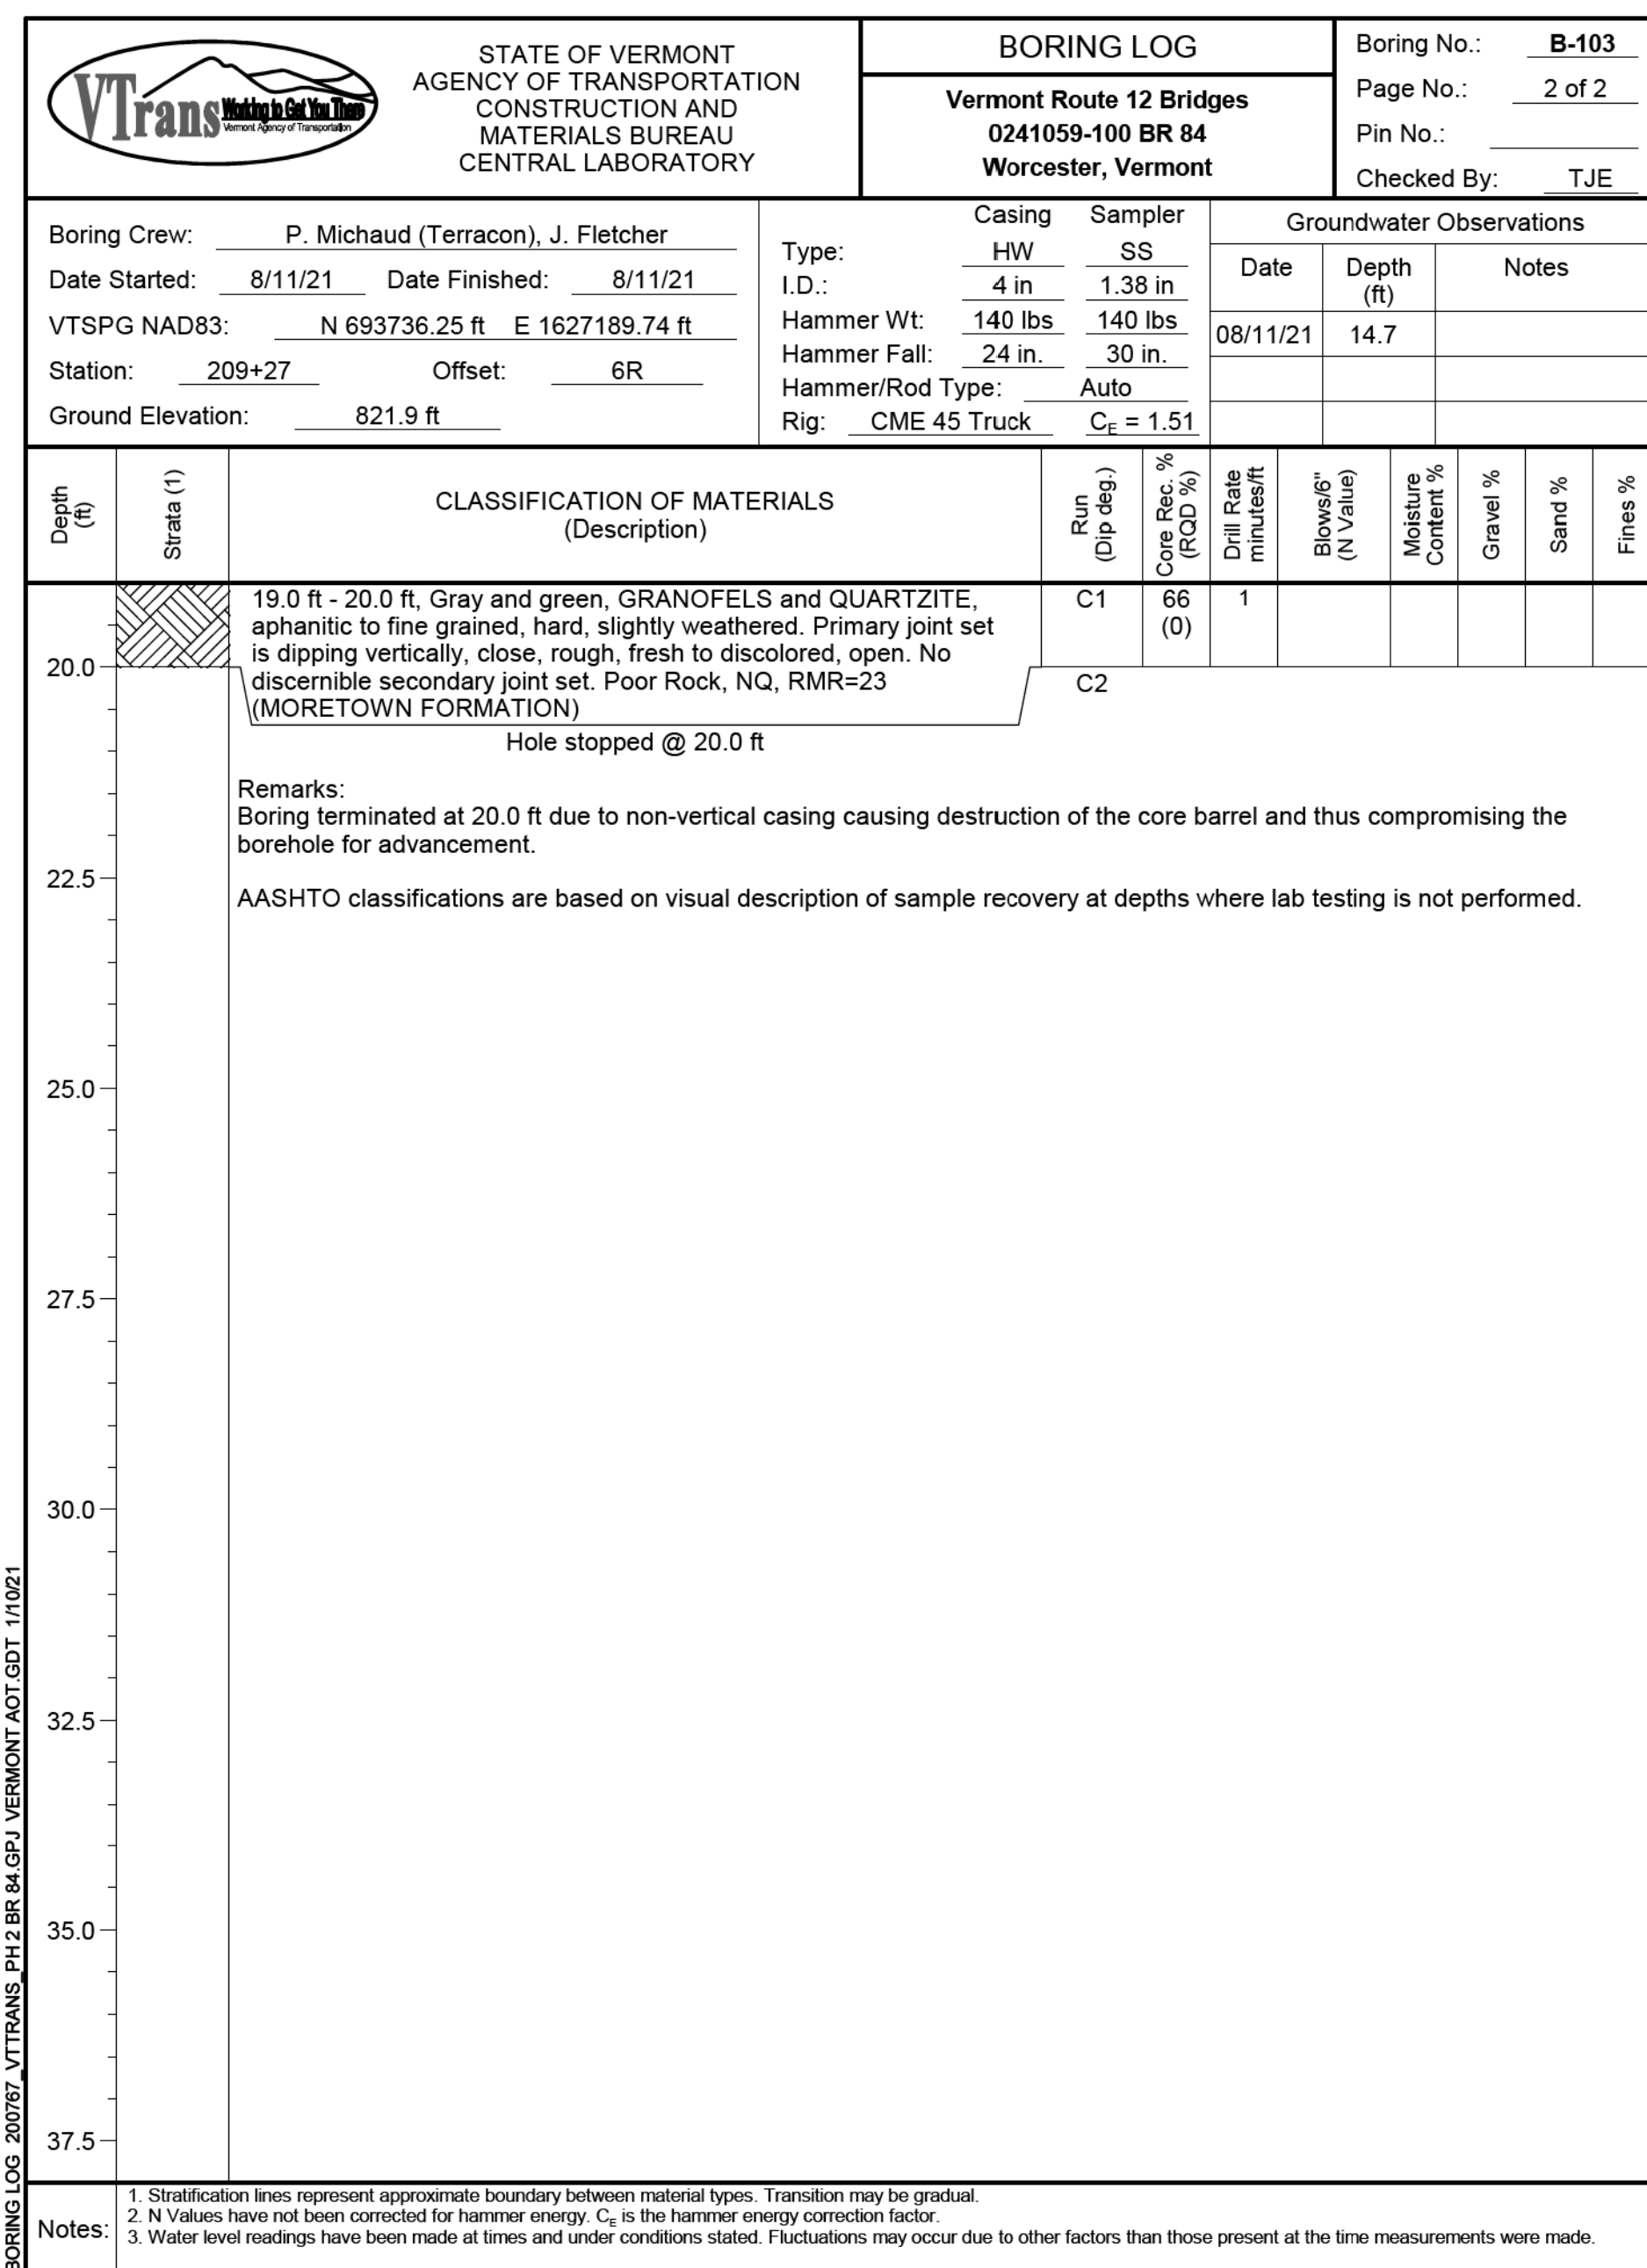 VTrans Working to Get You There
Vermont Agency of Transportation
STATE OF VERMONT
AGENCY OF TRANSPORTATION
CONSTRUCTION AND
MATERIALS BUREAU
CENTRAL LABORATORY
BORING LOG
Vermont Route 12 Bridges
0241059-100 BR 84
Worcester, Vermont
Boring No.: B-103
Page No.: 2 of 2
Pin No.:
Checked By: TJE
Boring Crew: P. Michaud (Terracon), J. Fletcher
Date Started: 8/11/21 Date Finished: 8/11/21
VTSPG NAD83: N 693736.25 ft E 1627189.74 ft
Station: 209+27 Offset: 6R
Ground Elevation: 821.9 ft
Casing Sampler
Type: HW SS
I.D.: 4 in 1.38 in
Hammer Wt: 140 lbs 140 lbs
Hammer Fall: 24 in. 30 in.
Hammer/Rod Type: Auto
Rig: CME 45 Truck CE = 1.51
Groundwater Observations
Date Depth (ft) Notes
08/11/21 14.7
Depth (ft)
Strata (1)
CLASSIFICATION OF MATERIALS
(Description)
Run (Dip deg.)
Core Rec. % (RQD %)
Drill Rate minutes/ft
Blows/6" (N Value)
Moisture Content %
Gravel %
Sand %
Fines %
19.0 ft - 20.0 ft, Gray and green, GRANOFELS and QUARTZITE, C1 66 1
aphanitic to fine grained, hard, slightly weathered. Primary joint set (0)
is dipping vertically, close, rough, fresh to discolored, open. No
20.0 discernible secondary joint set. Poor Rock, NQ, RMR=23 C2
(MORETOWN FORMATION)
Hole stopped @ 20.0 ft
Remarks:
Boring terminated at 20.0 ft due to non-vertical casing causing destruction of the core barrel and thus compromising the
borehole for advancement.
22.5
AASHTO classifications are based on visual description of sample recovery at depths where lab testing is not performed.
25.0
27.5
30.0
32.5
35.0
37.5
BORING LOG 200767_VTTRANS_PH 2 BR 84.GPJ VERMONT AOT.GDT 1/10/21
Notes:
1. Stratification lines represent approximate boundary between material types. Transition may be gradual.
2. N Values have not been corrected for hammer energy. CE is the hammer energy correction factor.
3. Water level readings have been made at times and under conditions stated. Fluctuations may occur due to other factors than those present at the time measurements were made.